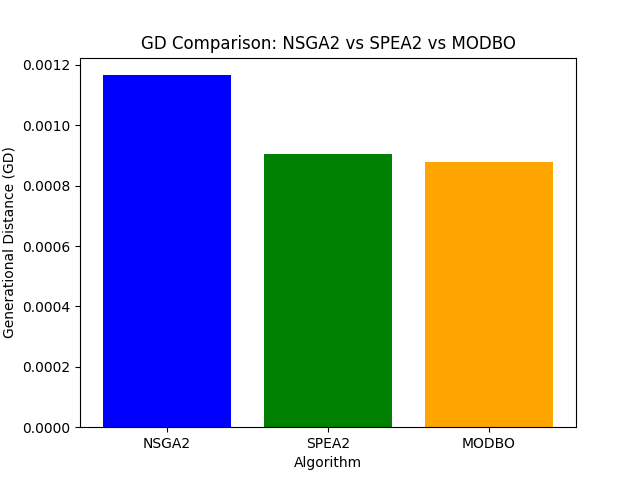 GD Comparison: NSGA2 vs SPEA2 vs MODBO
Generational Distance (GD)
0.0012
0.0010
0.0008
0.0006
0.0004
0.0002
0.0000
NSGA2 SPEA2 MODBO
Algorithm